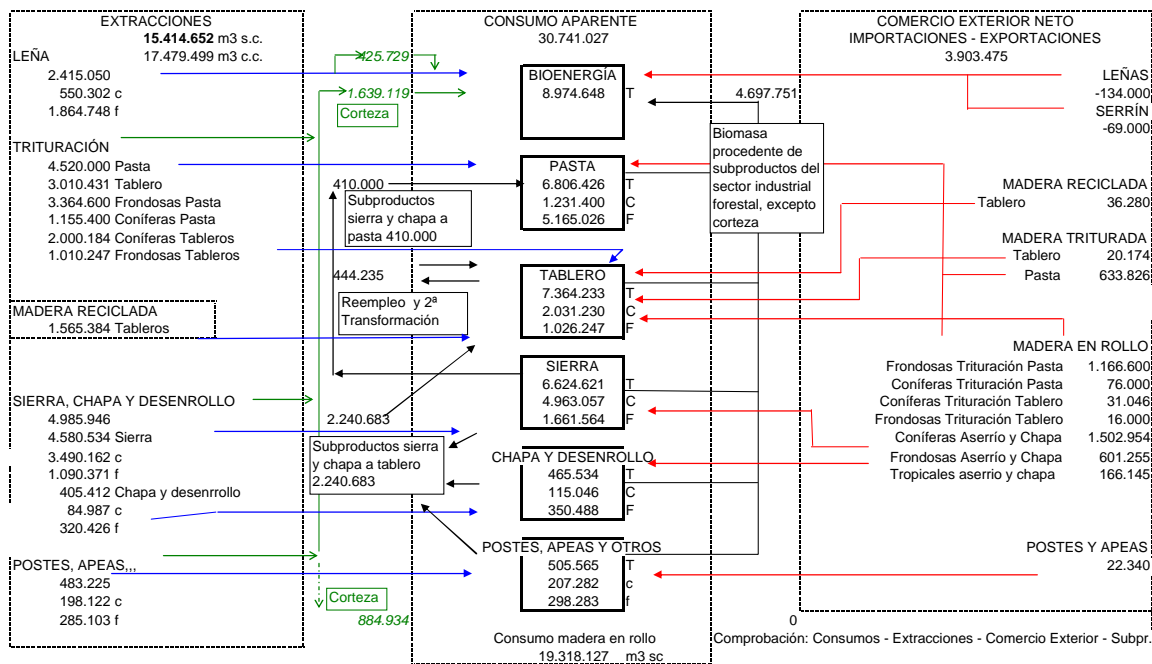 EXTRACCIONES
15.414.652 m3 s.c.
17.479.499 m3 c.c.
LEÑA
2.415.050
550.302 c
1.864.748 f
TRITURACIÓN
4.520.000 Pasta
3.010.431 Tablero
3.364.600 Frondosas Pasta
1.155.400 Coníferas Pasta
2.000.184 Coníferas Tableros
1.010.247 Frondosas Tableros
MADERA RECICLADA
1.565.384 Tableros
SIERRA, CHAPA Y DESENROLLO
4.985.946
4.580.534 Sierra
3.490.162 c
1.090.371 f
405.412 Chapa y desenrrollo
84.987 c
320.426 f
POSTES, APEAS,,,
483.225
198.122 c
285.103 f
425.729
1.639.119
Corteza
410.000
Subproductos
sierra y chapa a
pasta 410.000
444.235
Reempleo y 2ª
Transformación
2.240.683
Subproductos sierra
y chapa a tablero
2.240.683
Corteza
884.934
CONSUMO APARENTE
30.741.027
BIOENERGÍA
8.974.648 T
PASTA
6.806.426 T
1.231.400 C
5.165.026 F
TABLERO
7.364.233 T
2.031.230 C
1.026.247 F
SIERRA
6.624.621 T
4.963.057 C
1.661.564 F
CHAPA Y DESENROLLO
465.534 T
115.046 C
350.488 F
POSTES, APEAS Y OTROS
505.565 T
207.282 c
298.283 f
Consumo madera en rollo
19.318.127 m3 sc
4.697.751
Biomasa
procedente de
subproductos del
sector industrial
forestal, excepto
corteza
COMERCIO EXTERIOR NETO
IMPORTACIONES - EXPORTACIONES
3.903.475
LEÑAS
-134.000
SERRÍN
-69.000
MADERA RECICLADA
Tablero 36.280
MADERA TRITURADA
Tablero 20.174
Pasta 633.826
MADERA EN ROLLO
Frondosas Trituración Pasta 1.166.600
Coníferas Trituración Pasta 76.000
Coníferas Trituración Tablero 31.046
Frondosas Trituración Tablero 16.000
Coníferas Aserrío y Chapa 1.502.954
Frondosas Aserrío y Chapa 601.255
Tropicales aserrio y chapa 166.145
POSTES Y APEAS
22.340
0
Comprobación: Consumos - Extracciones - Comercio Exterior - Subpr.